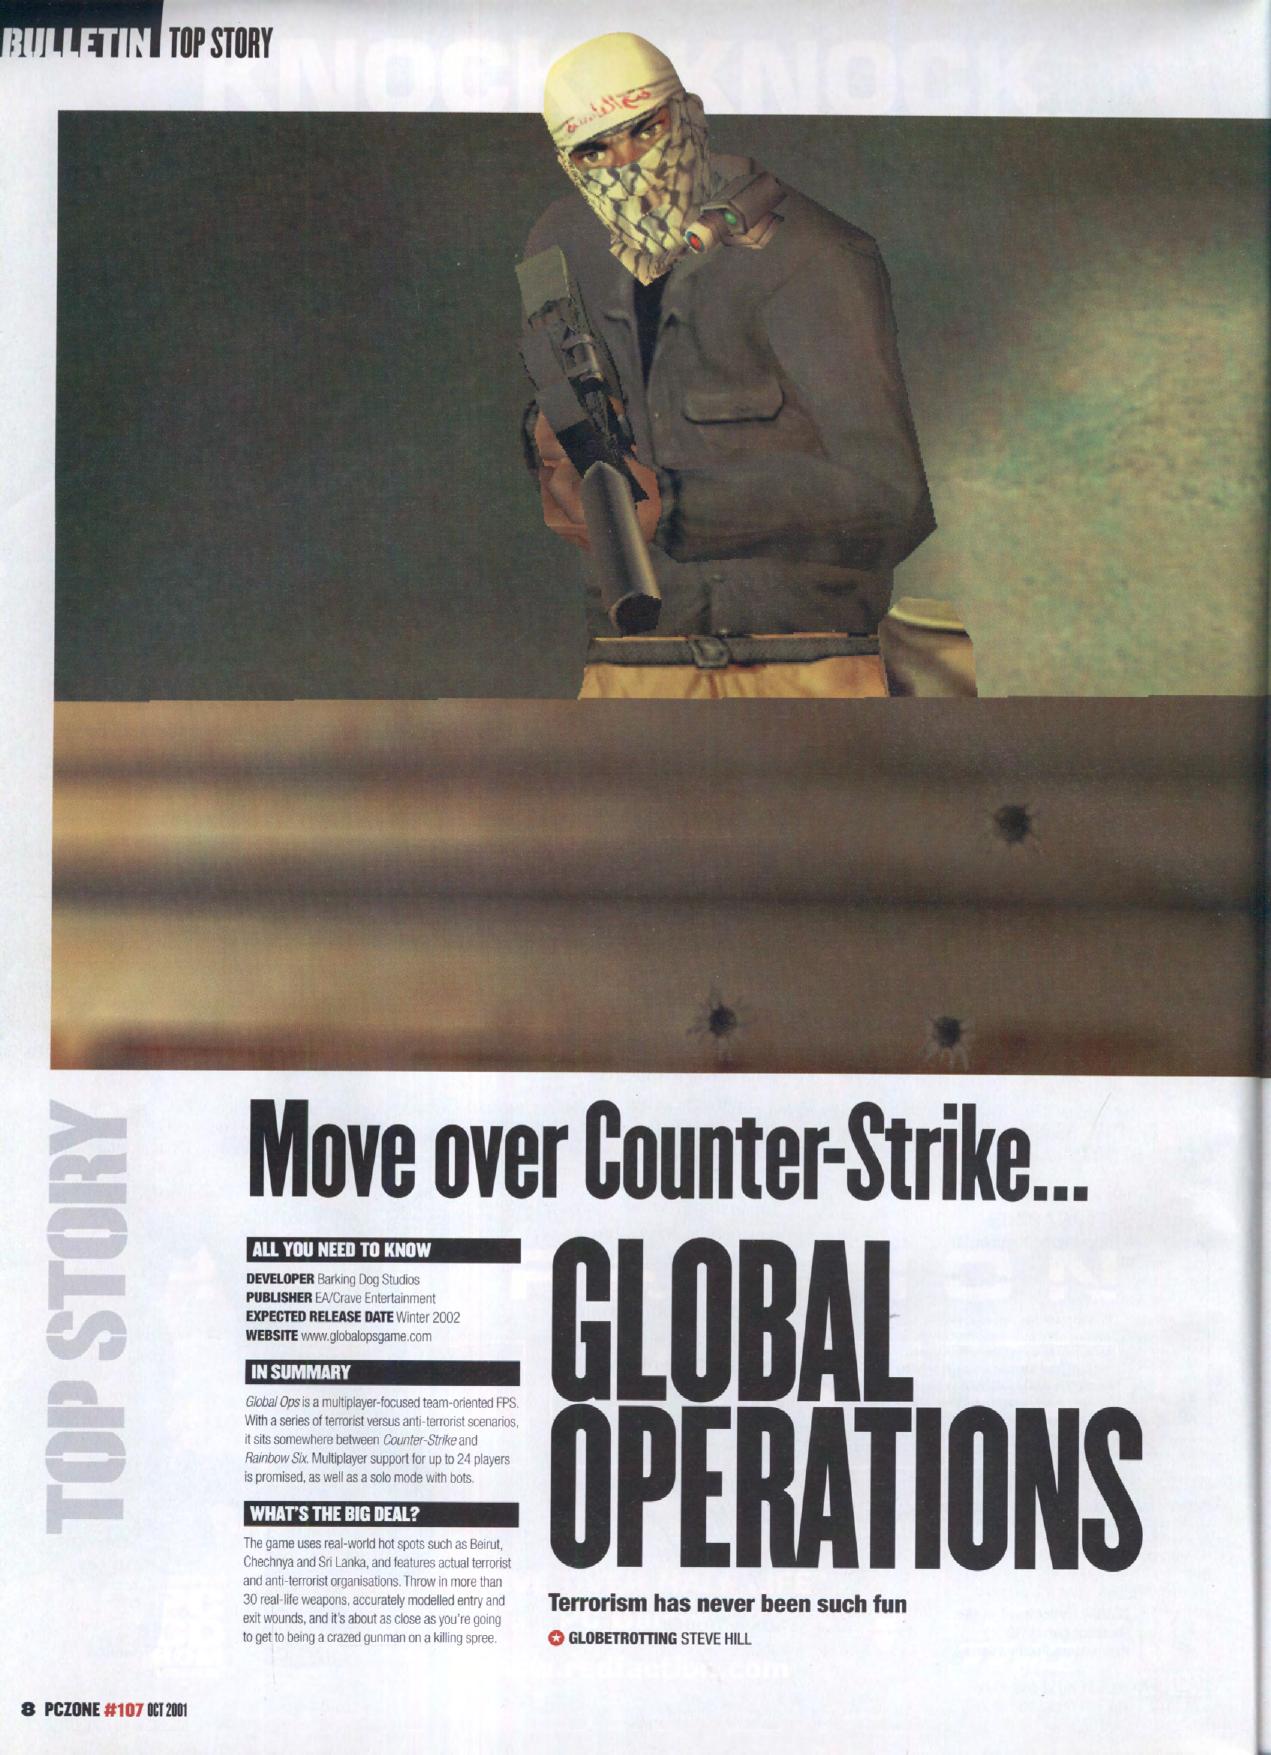 BULLETIN TOP STORY
Move over Counter-Strike...
TOP STORY
ALL YOU NEED TO KNOW
DEVELOPER Barking Dog Studios
PUBLISHER EA/Crave Entertainment
EXPECTED RELEASE DATE Winter 2002
WEBSITE www.globalopsgame.com
IN SUMMARY
Global Ops is a multiplayer-focused team-oriented FPS.
With a series of terrorist versus anti-terrorist scenarios,
it sits somewhere between Counter-Strike and
Rainbow Six. Multiplayer support for up to 24 players
is promised, as well as a solo mode with bots.
WHAT'S THE BIG DEAL?
The game uses real-world hot spots such as Beirut,
Chechnya and Sri Lanka, and features actual terrorist
and anti-terrorist organisations. Throw in more than
30 real-life weapons, accurately modelled entry and
exit wounds, and it's about as close as you're going
to get to being a crazed gunman on a killing spree.
GLOBAL
OPERATIONS
Terrorism has never been such fun
GLOBETROTTING STEVE HILL
8 PCZONE #107 OCT 2001